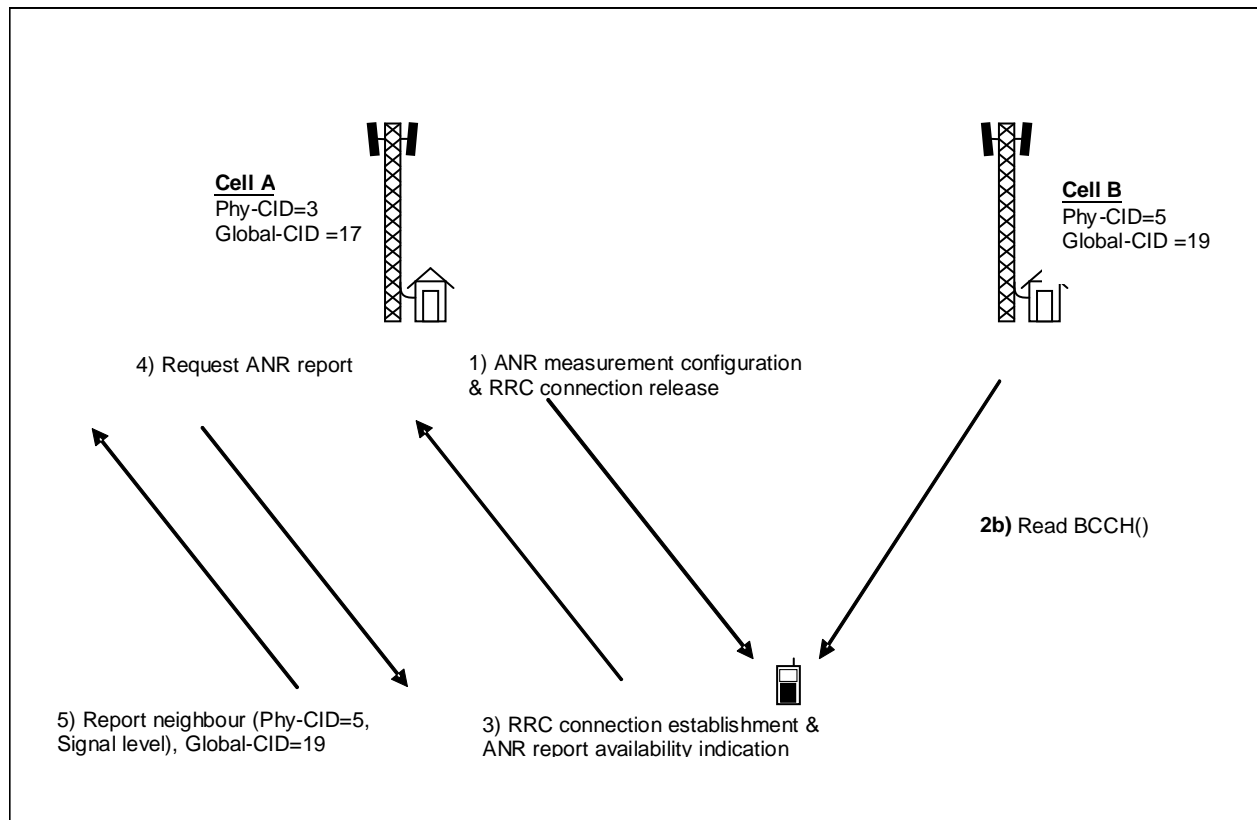 Cell A
Phy-CID=3
Global-CID =17
Cell B
Phy-CID=5
Global-CID =19
4) Request ANR report
1) ANR measurement configuration
& RRC connection release
2b) Read BCCH()
5) Report neighbour (Phy-CID=5,
Signal level), Global-CID=19
3) RRC connection establishment &
ANR report availability indication